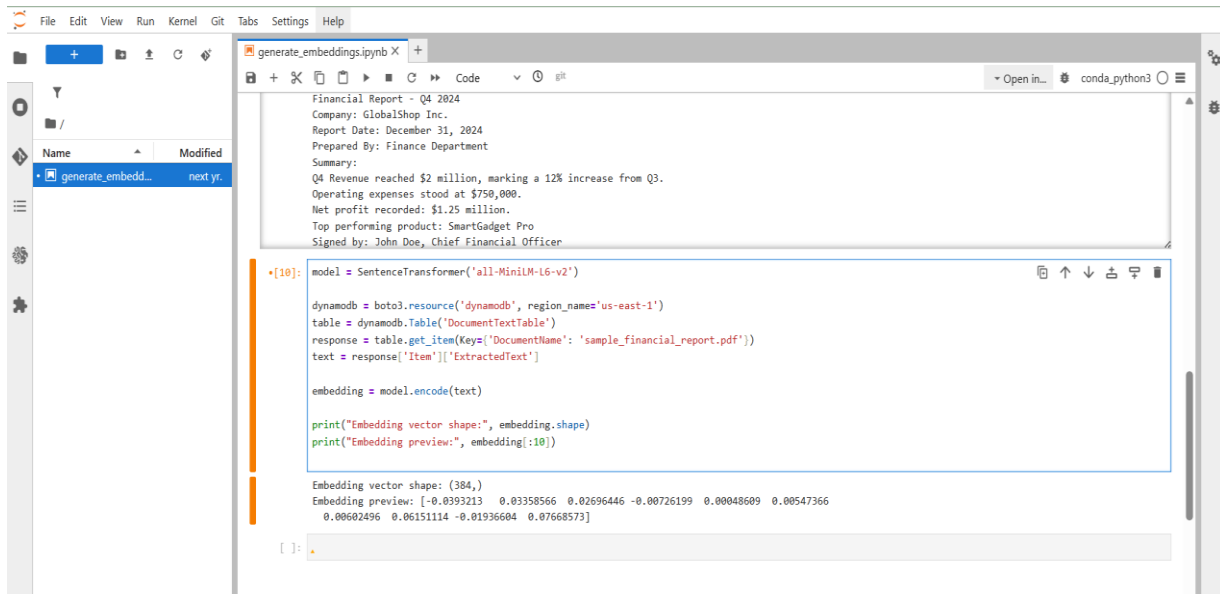 File Edit View Run Kernel Git Tabs Settings Help
generate_embeddings.ipynb
Code
git
Open in...
conda_python3
/
Name Modified
generate_embedd... next yr.
Financial Report - Q4 2024
Company: GlobalShop Inc.
Report Date: December 31, 2024
Prepared By: Finance Department
Summary:
Q4 Revenue reached $2 million, marking a 12% increase from Q3.
Operating expenses stood at $750,000.
Net profit recorded: $1.25 million.
Top performing product: SmartGadget Pro
Signed by: John Doe, Chief Financial Officer
[10]: model = SentenceTransformer('all-MiniLM-L6-v2')
dynamodb = boto3.resource('dynamodb', region_name='us-east-1')
table = dynamodb.Table('DocumentTextTable')
response = table.get_item(Key={'DocumentName': 'sample_financial_report.pdf'})
text = response['Item']['ExtractedText']
embedding = model.encode(text)
print("Embedding vector shape:", embedding.shape)
print("Embedding preview:", embedding[:10])
Embedding vector shape: (384,)
Embedding preview: [-0.0393213 0.03358566 0.02696446 -0.00726199 0.00048609 0.00547366
0.00602496 0.06151114 -0.01936604 0.07668573]
[ ]: